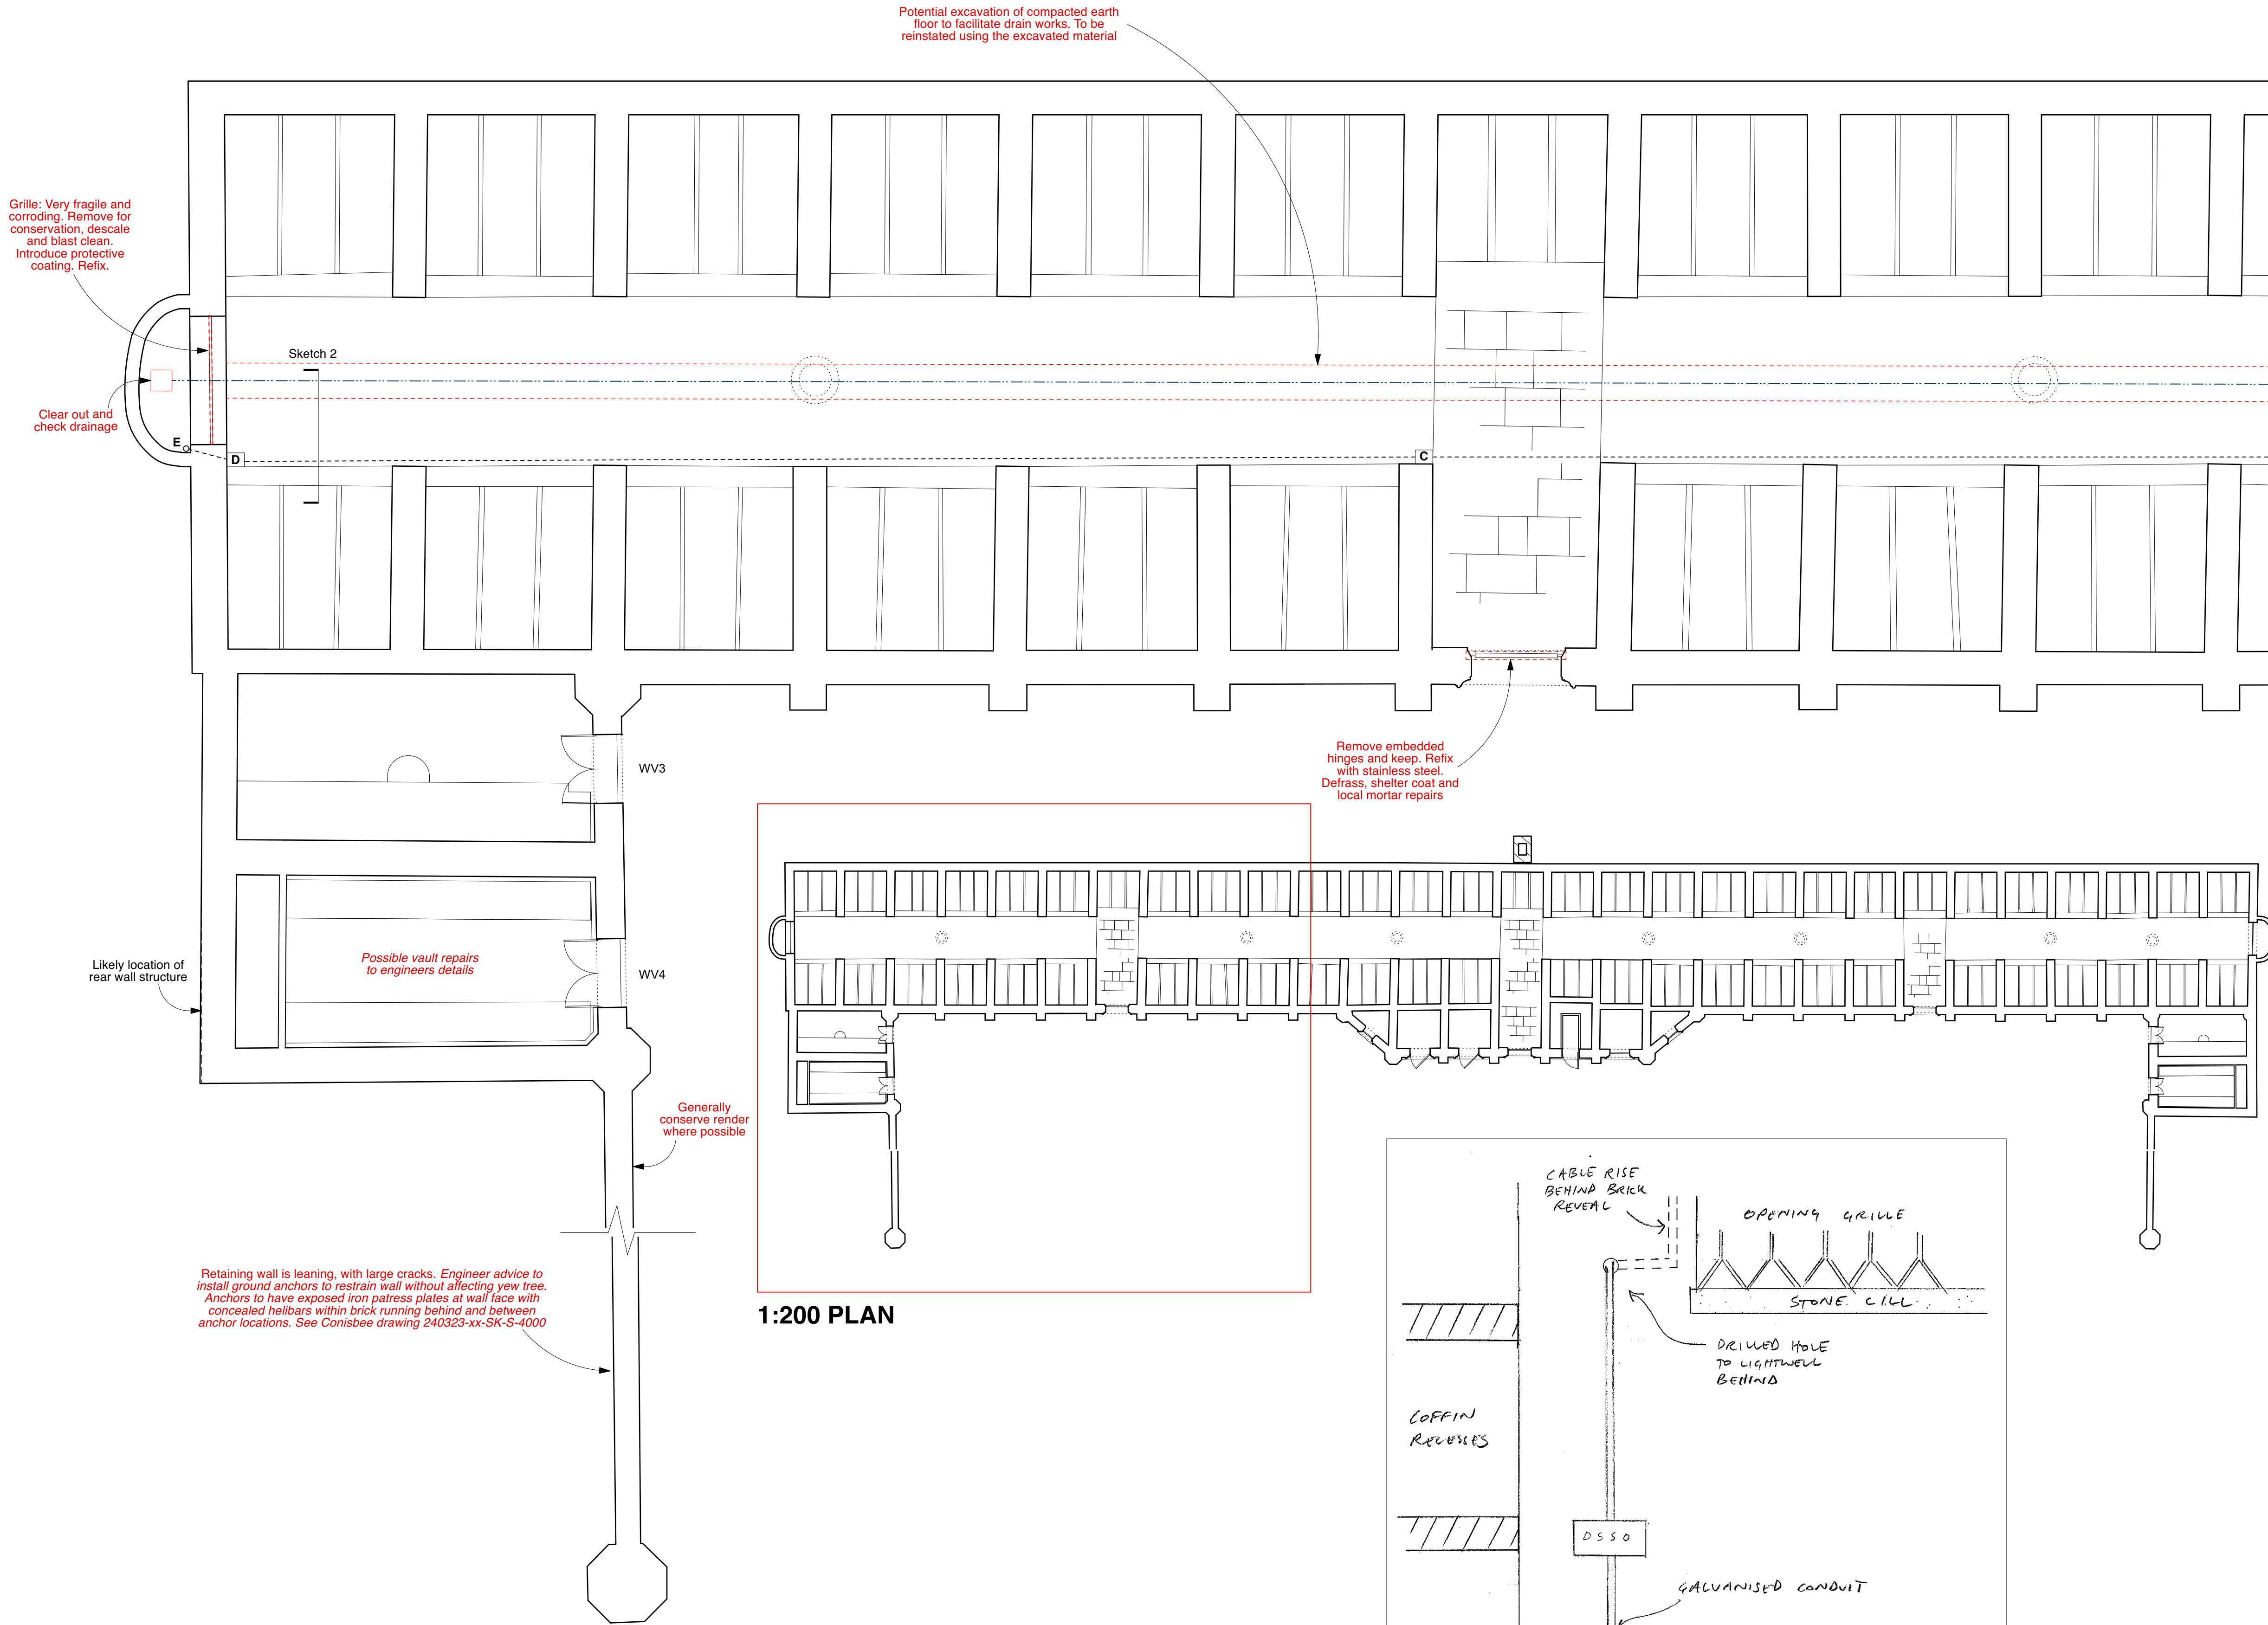 Potential excavation of compacted earth
floor to facilitate drain works. To be
reinstated using the excavated material
Grille: Very fragile and
corroding. Remove for
conservation, descale
and blast clean.
Introduce protective
coating. Refix.
Sketch 2
Clear out and
check drainage
E
D
C
Remove embedded
hinges and keep. Refix
with stainless steel.
Defrass, shelter coat and
local mortar repairs
WV3
Possible vault repairs
to engineers details
WV4
Likely location of
rear wall structure
Generally
conserve render
where possible
Retaining wall is leaning, with large cracks. Engineer advice to
install ground anchors to restrain wall without affecting yew tree.
Anchors to have exposed iron patress plates at wall face with
concealed helibars within brick running behind and between
anchor locations. See Conisbee drawing 240323-xx-SK-S-4000
1:200 PLAN
CABLE RISE
BEHIND BRICK
REVEAL
OPENING GRILLE
STONE CILL
DRILLED HOLE
TO LIGHTWELL
BEHIND
COFFIN
RECESSES
DSSO
GALVANISED CONDUIT